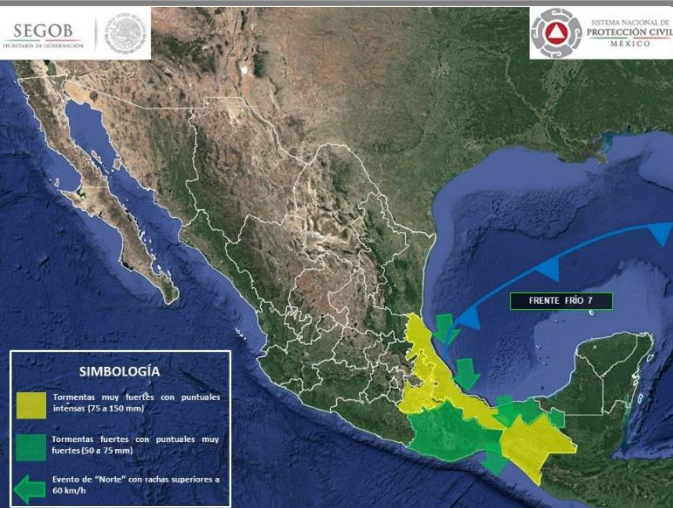 SEGOB
SECRETARÍA DE GOBERNACIÓN
SISTEMA NACIONAL DE
PROTECCIÓN CIVIL
MÉXICO
FRENTE FRÍO 7
SIMBOLOGÍA
Tormentas muy fuertes con puntuales
intensas (75 a 150 mm)
Tormentas fuertes con puntuales muy
fuertes (50 a 75 mm)
Evento de "Norte" con rachas superiores a
60 km/h